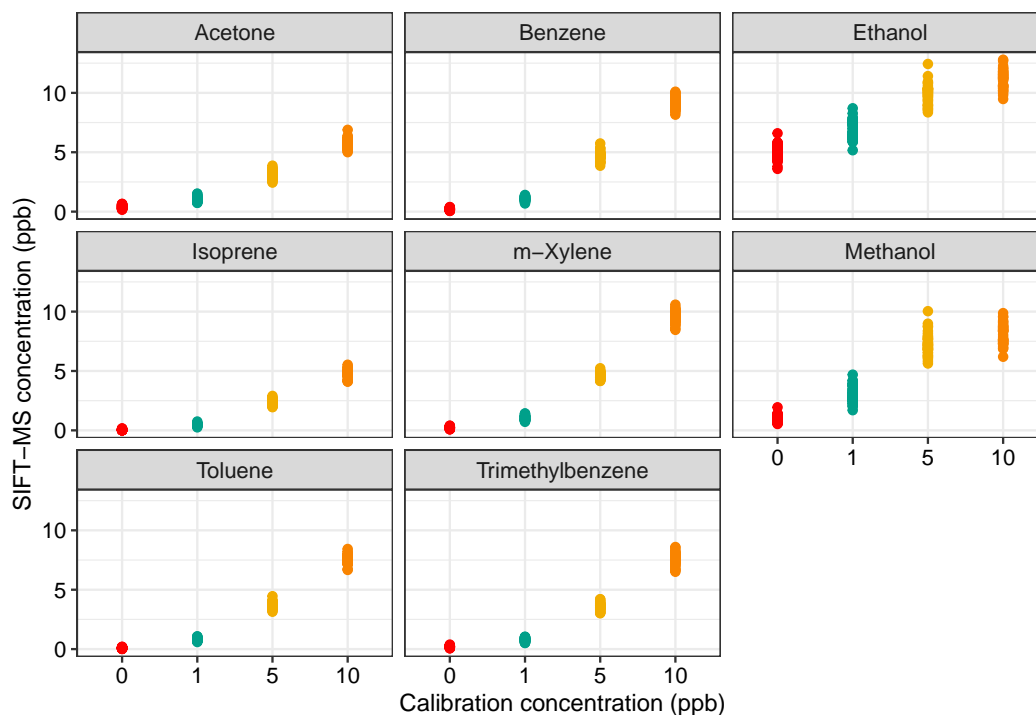 Acetone Benzene Ethanol
10
5
0
Isoprene m−Xylene Methanol
10
5
0
0 1 5 10
Toluene Trimethylbenzene
10
5
0
0 1 5 10 0 1 5 10
SIFT−MS concentration (ppb)
Calibration concentration (ppb)